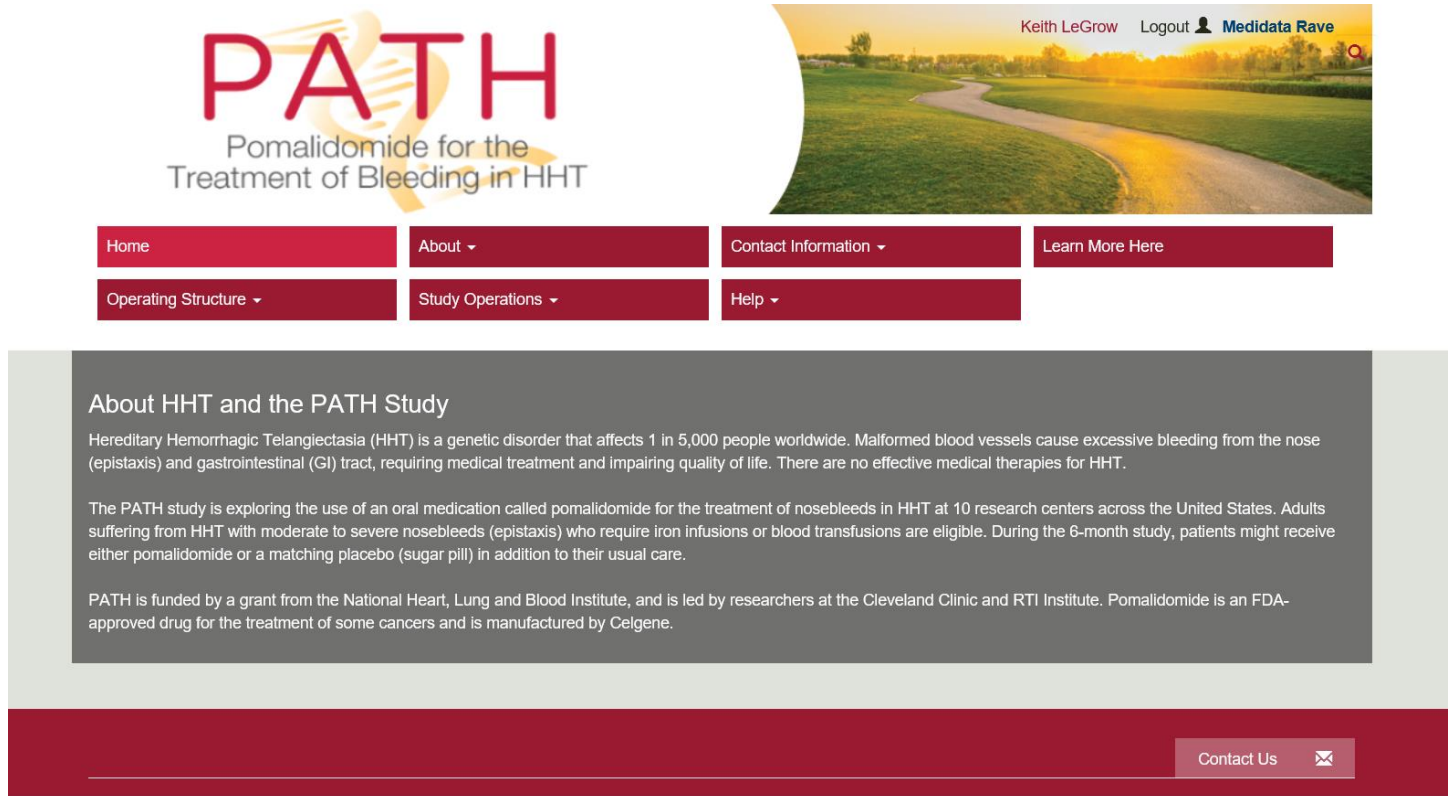 PATH
Pomalidomide for the
Treatment of Bleeding in HHT
Keith LeGrow Logout Medidata Rave
Home About Contact Information Learn More Here
Operating Structure Study Operations Help
About HHT and the PATH Study
Hereditary Hemorrhagic Telangiectasia (HHT) is a genetic disorder that affects 1 in 5,000 people worldwide. Malformed blood vessels cause excessive bleeding from the nose
(epistaxis) and gastrointestinal (GI) tract, requiring medical treatment and impairing quality of life. There are no effective medical therapies for HHT.
The PATH study is exploring the use of an oral medication called pomalidomide for the treatment of nosebleeds in HHT at 10 research centers across the United States. Adults
suffering from HHT with moderate to severe nosebleeds (epistaxis) who require iron infusions or blood transfusions are eligible. During the 6-month study, patients might receive
either pomalidomide or a matching placebo (sugar pill) in addition to their usual care.
PATH is funded by a grant from the National Heart, Lung and Blood Institute, and is led by researchers at the Cleveland Clinic and RTI Institute. Pomalidomide is an FDA-
approved drug for the treatment of some cancers and is manufactured by Celgene.
Contact Us